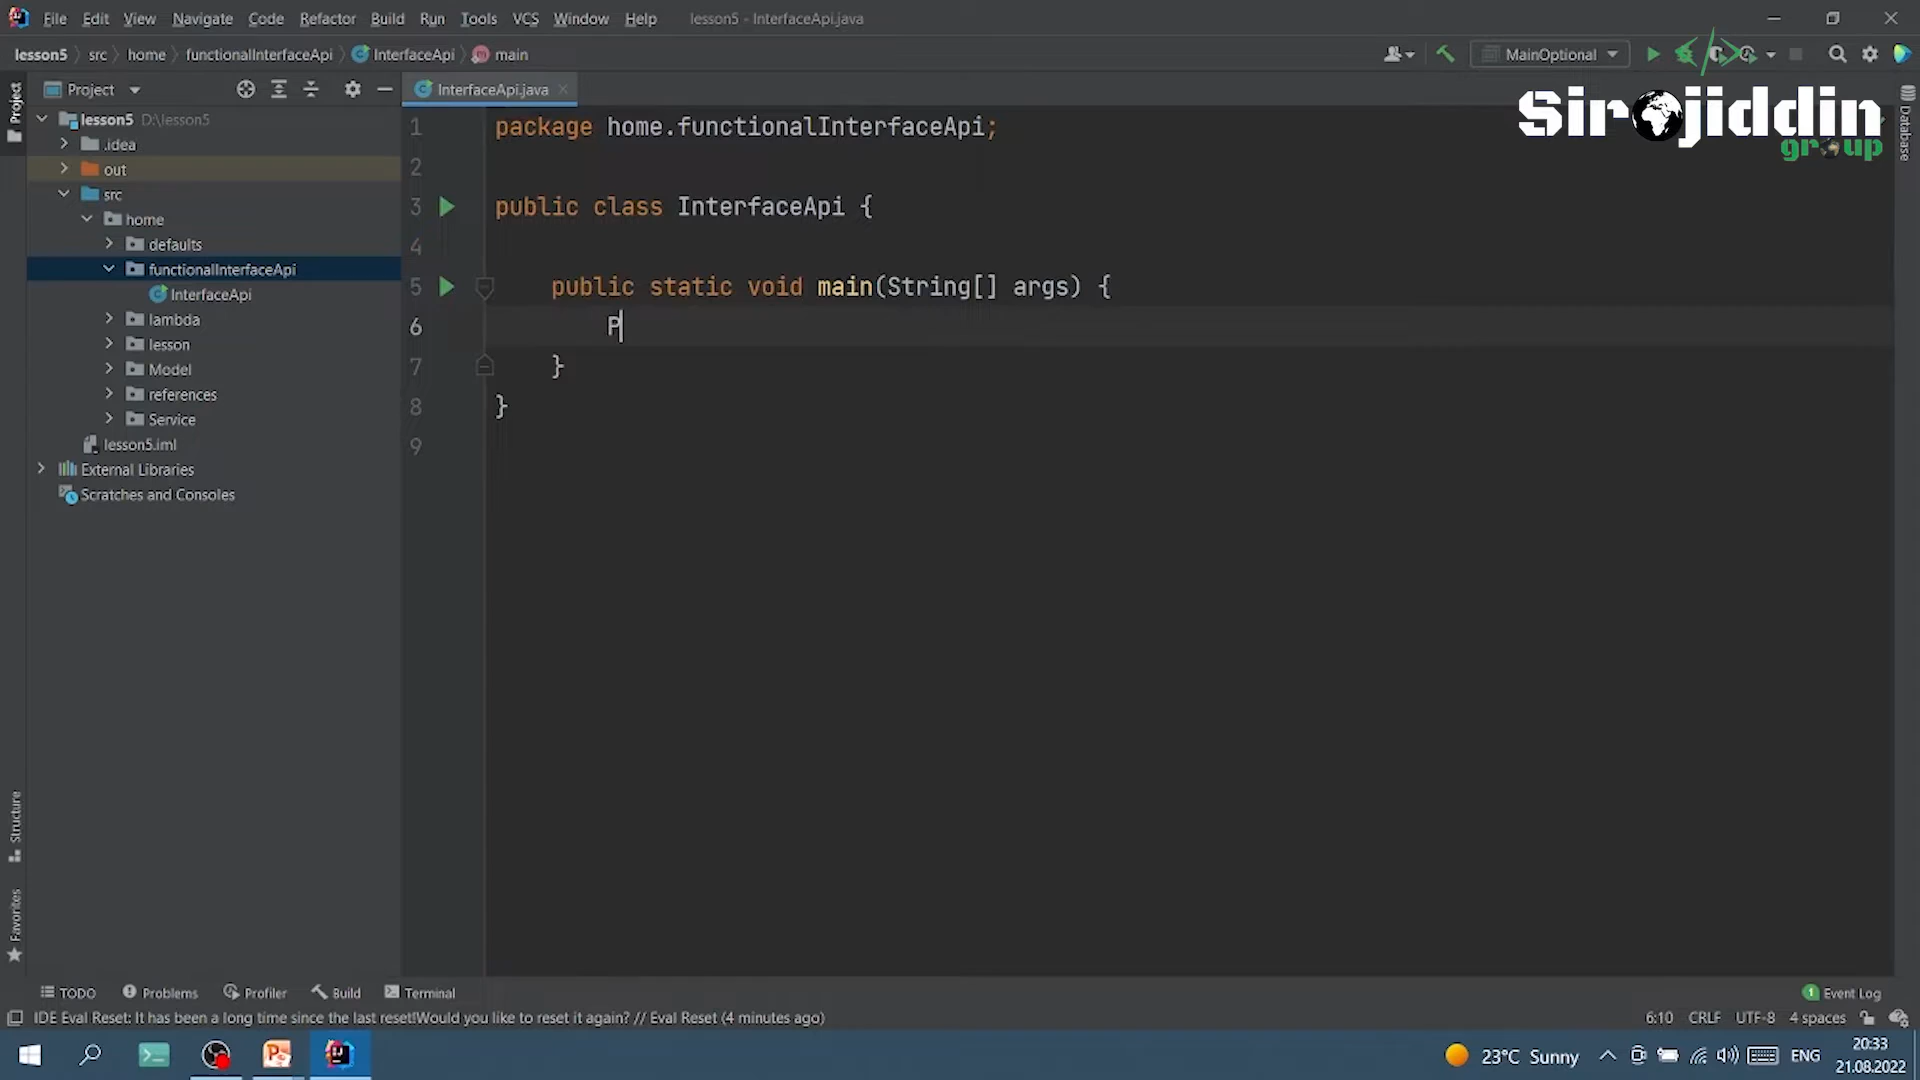 File Edit View Navigate Code Refactor Build Run Tools VCS Window Help lesson5 - InterfaceApi.java
lesson5 src home functionalInterfaceApi InterfaceApi main MainOptional
Project InterfaceApi.java
Sirojiddin
group
Project
Database
lesson5 D:\lesson5
.idea
out
src
home
defaults
functionalInterfaceApi
InterfaceApi
lambda
lesson
Model
references
Service
lesson5.iml
External Libraries
Scratches and Consoles
1 package home.functionalInterfaceApi;
2
3 public class InterfaceApi {
4
5 public static void main(String[] args) {
6 P
7 }
8 }
9
Structure
Favorites
TODO Problems Profiler Build Terminal 1 Event Log
IDE Eval Reset: It has been a long time since the last reset!Would you like to reset it again? // Eval Reset (4 minutes ago) 6:10 CRLF UTF-8 4 spaces
23°C Sunny ENG 20:33
21.08.2022